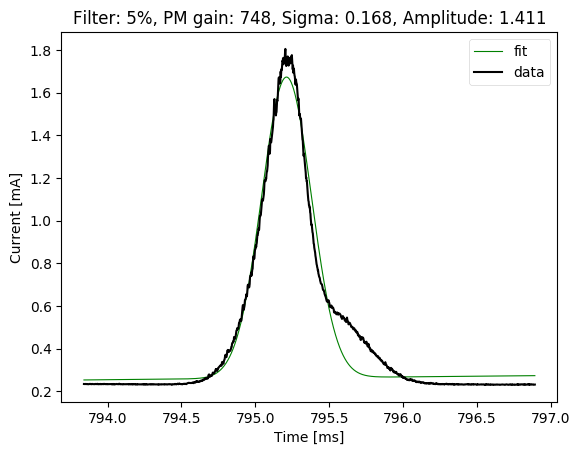 Filter: 5%, PM gain: 748, Sigma: 0.168, Amplitude: 1.411
fit
data
1.8
1.6
1.4
1.2
1.0
0.8
0.6
0.4
0.2
Current [mA]
794.0 794.5 795.0 795.5 796.0 796.5 797.0
Time [ms]